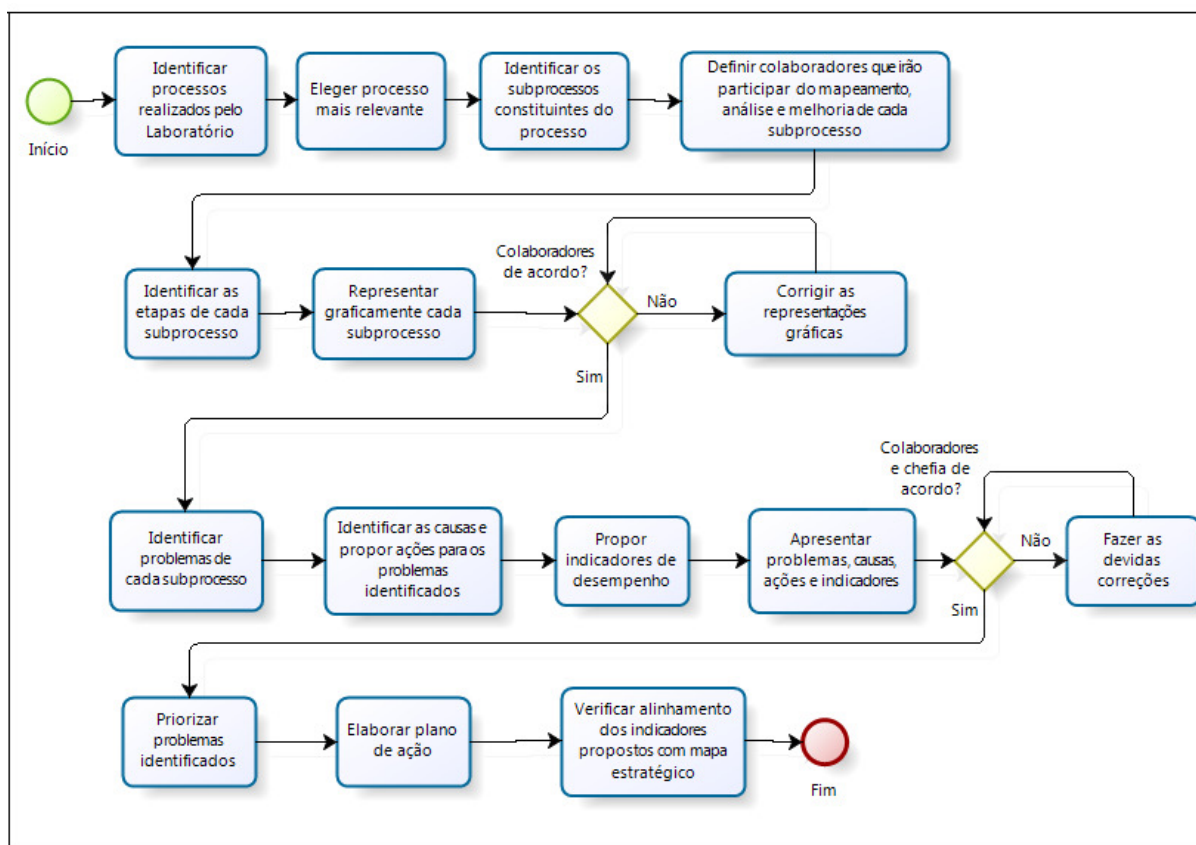 Identificar
processos
realizados pelo
Laboratório
Eleger processo
mais relevante
Identificar os
subprocessos
constituintes do
processo
Definir colaboradores que irão
participar do mapeamento,
análise e melhoria de cada
subprocesso
Início
Identificar as
etapas de cada
subprocesso
Representar
graficamente cada
subprocesso
Colaboradores
de acordo?
Não
Corrigir as
representações
gráficas
Sim
Identificar
problemas de
cada subprocesso
Identificar as causas e
propor ações para os
problemas
identificados
Propor
indicadores de
desempenho
Apresentar
problemas, causas,
ações e indicadores
Colaboradores
e chefia de
acordo?
Não
Fazer as
devidas
correções
Sim
Priorizar
problemas
identificados
Elaborar plano
de ação
Verificar alinhamento
dos indicadores
propostos com mapa
estratégico
Fim